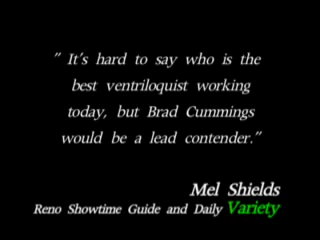 " It's hard to say who is the
best ventriloquist working
today, but Brad Cummings
would be a lead contender."
Mel Shields
Reno Showtime Guide and Daily Variety